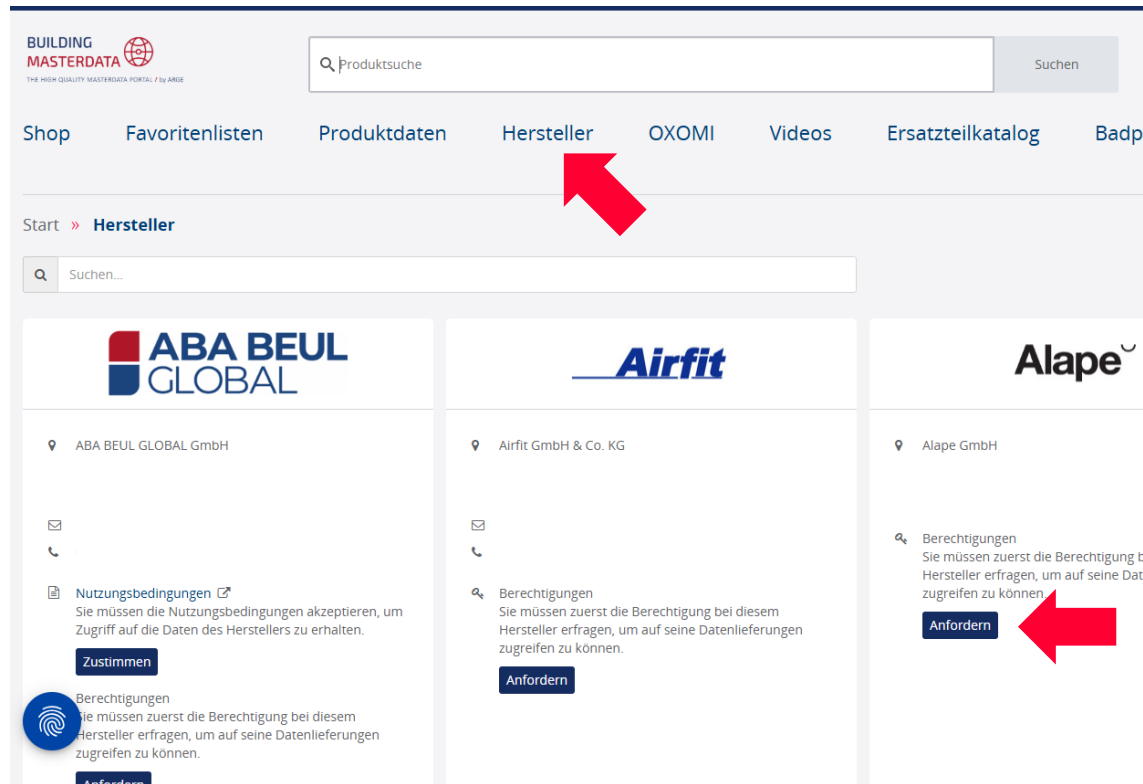 BUILDING
MASTERDATA
THE HIGH QUALITY MASTERDATA PORTAL / by ARGE
Produktsuche
Suchen
Shop Favoritenlisten Produktdaten Hersteller OXOMI Videos Ersatzteilkatalog Badp
Start » Hersteller
Suchen...
ABA BEUL
GLOBAL
ABA BEUL GLOBAL GmbH
Nutzungsbedingungen
Sie müssen die Nutzungsbedingungen akzeptieren, um
Zugriff auf die Daten des Herstellers zu erhalten.
Zustimmen
Berechtigungen
Sie müssen zuerst die Berechtigung bei diesem
Hersteller erfragen, um auf seine Datenlieferungen
zugreifen zu können.
Anfordern
Airfit
Airfit GmbH & Co. KG
Berechtigungen
Sie müssen zuerst die Berechtigung bei diesem
Hersteller erfragen, um auf seine Datenlieferungen
zugreifen zu können.
Anfordern
Alape
Alape GmbH
Berechtigungen
Sie müssen zuerst die Berechtigung b
Hersteller erfragen, um auf seine Dat
zugreifen zu können.
Anfordern